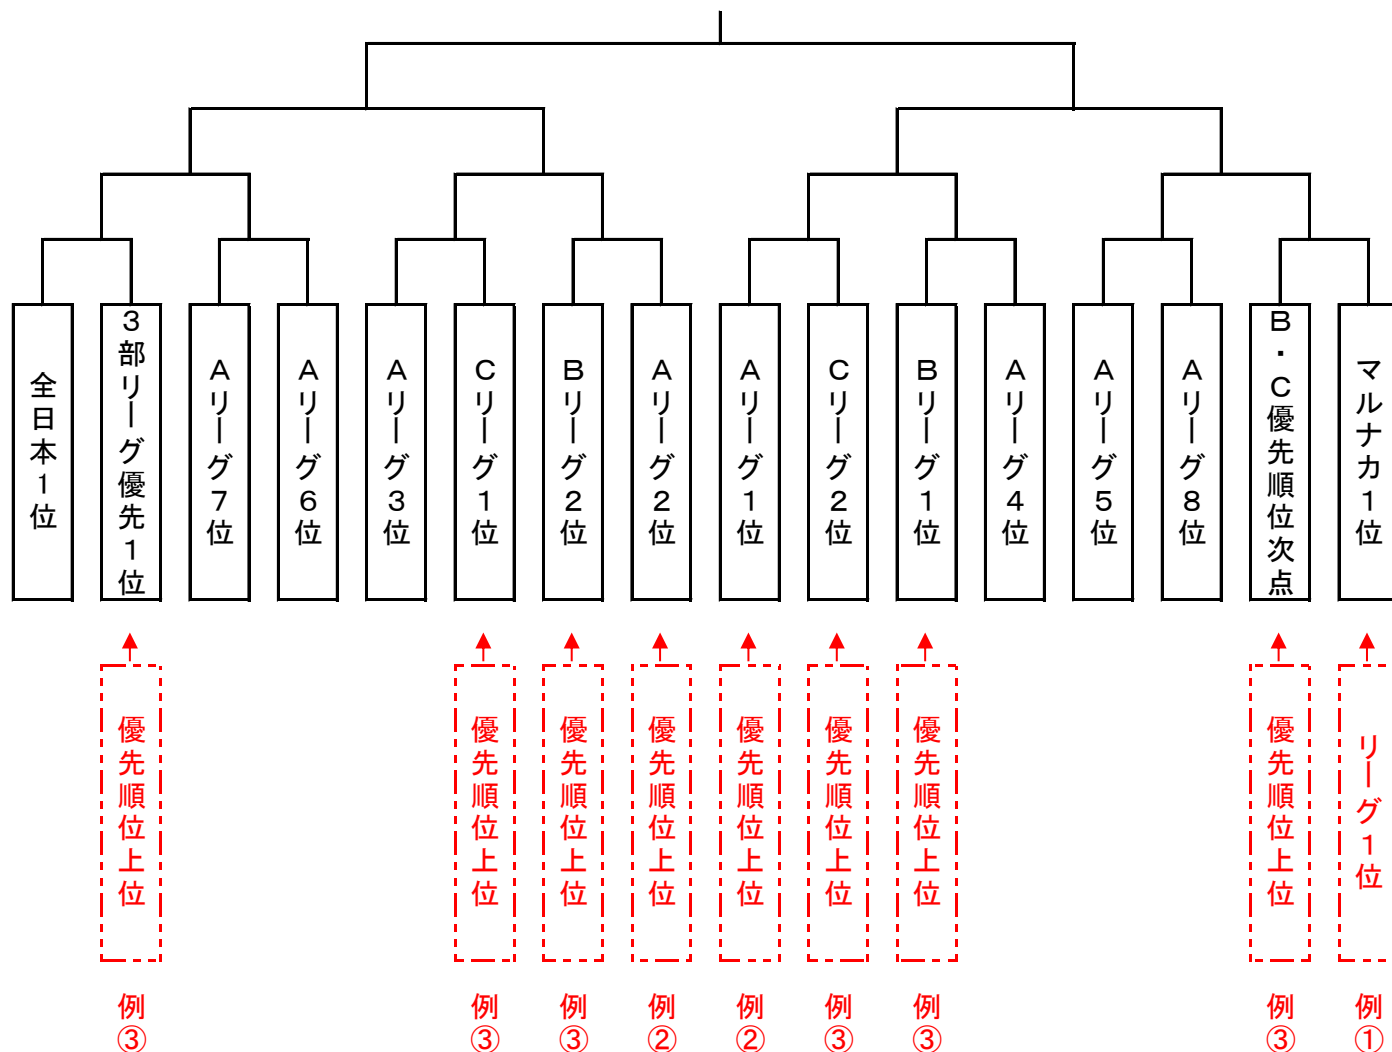 全日本１位
３部リーグ優先１位
Ａリーグ７位
Ａリーグ６位
Ａリーグ３位
Ｃリーグ１位
Ｂリーグ２位
Ａリーグ２位
Ａリーグ１位
Ｃリーグ２位
Ｂリーグ１位
Ａリーグ４位
Ａリーグ５位
Ａリーグ８位
Ｂ・Ｃ優先順位次点
マルナカ１位
優先順位上位
優先順位上位
優先順位上位
優先順位上位
優先順位上位
優先順位上位
優先順位上位
優先順位上位
リーグ１位
例③
例③
例③
例②
例②
例③
例③
例③
例①